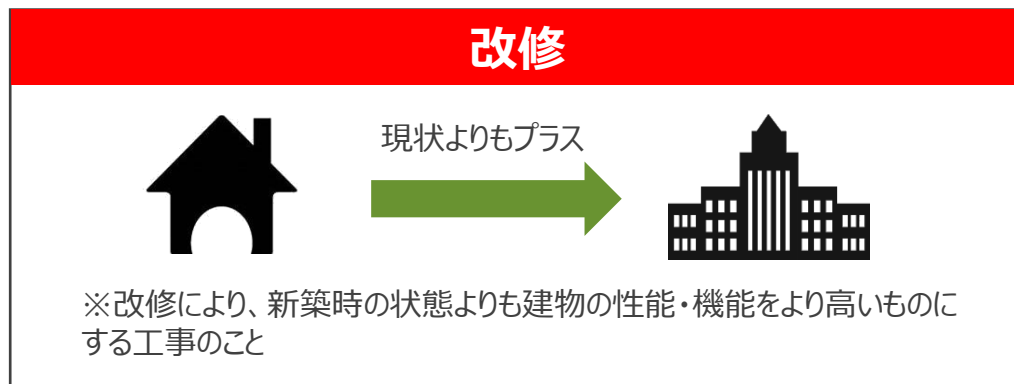 改修
現状よりもプラス
※改修により、新築時の状態よりも建物の性能・機能をより高いものに
する工事のこと